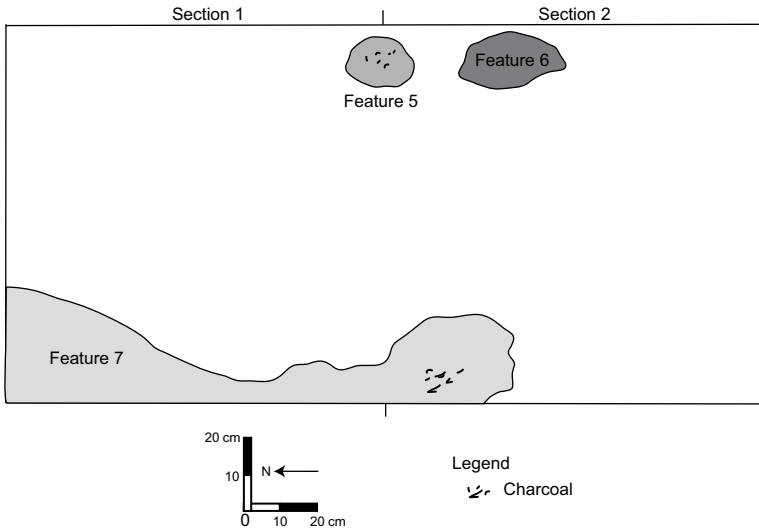 Section 1
Section 2
Feature 6
Feature 5
Feature 7
20 cm
10
N
0 10 20 cm
Legend
Charcoal